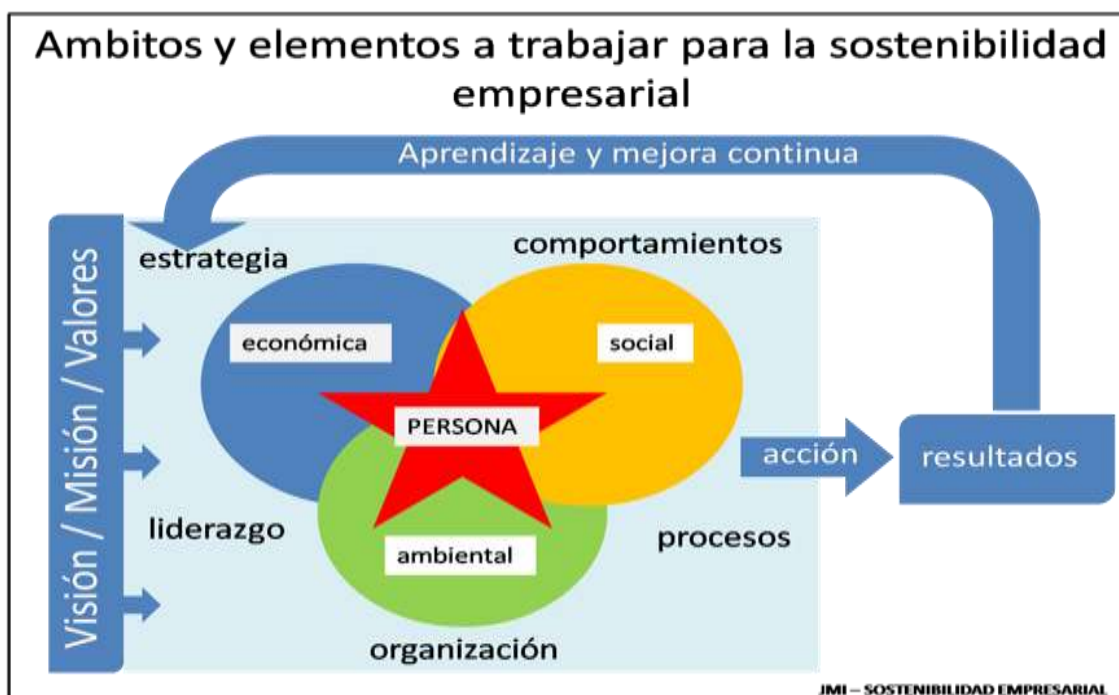 Ambitos y elementos a trabajar para la sostenibilidad
empresarial
Aprendizaje y mejora continua
Visión / Misión / Valores
estrategia
comportamientos
económica
social
PERSONA
acción
resultados
liderazgo
procesos
ambiental
organización
JMI – SOSTENIBILIDAD EMPRESARIAL